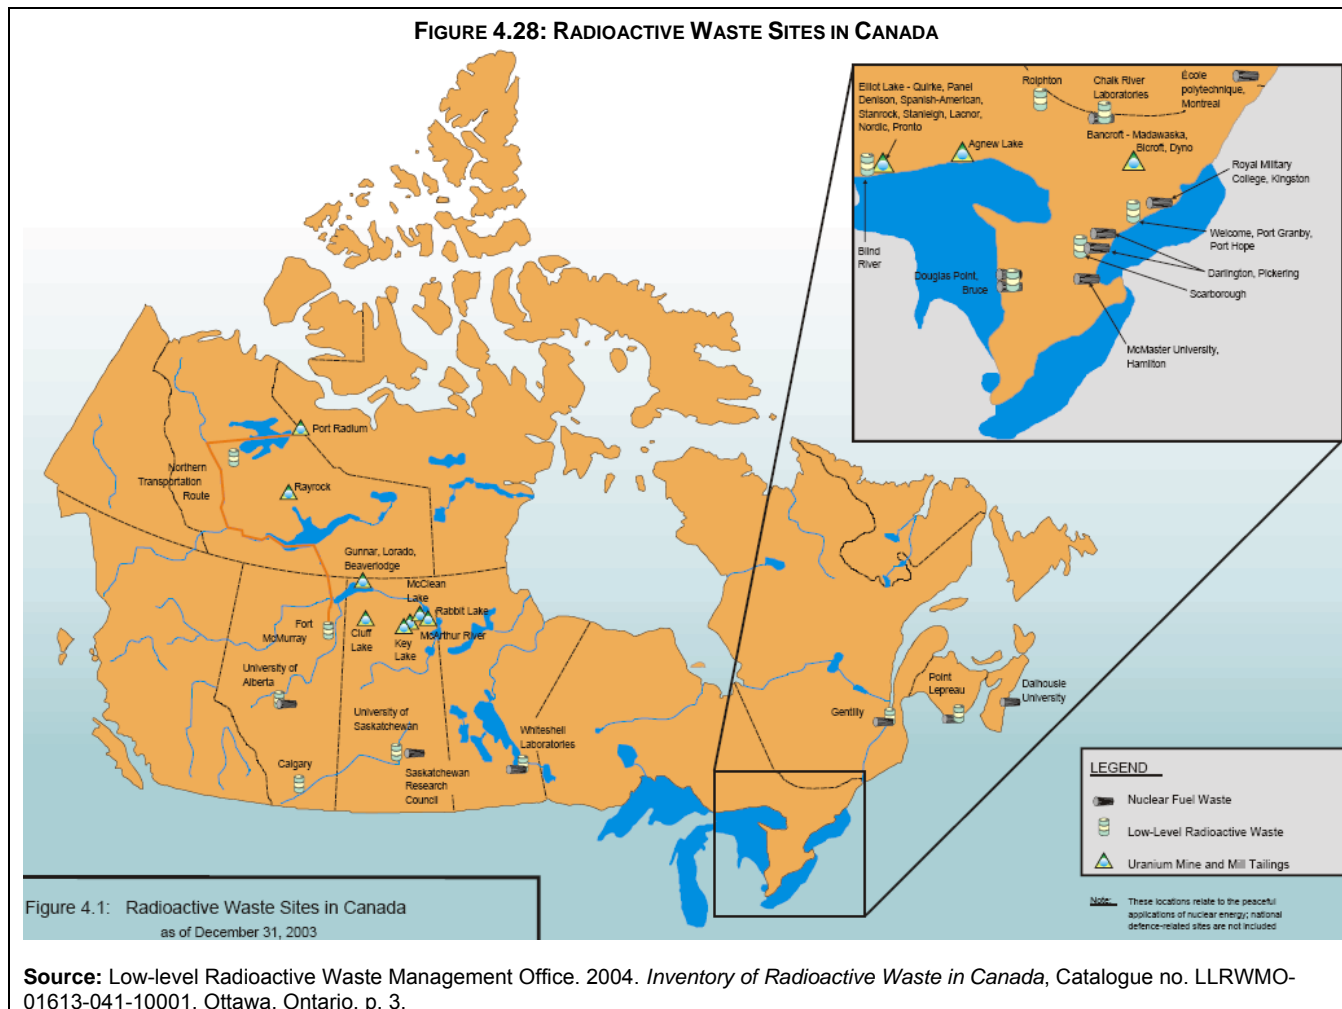 FIGURE 4.28: RADIOACTIVE WASTE SITES IN CANADA
Elliot Lake - Quirke, Panel
Denison, Spanish-American,
Stanrock, Stanleigh, Lacnor,
Nordic, Pronto
Rolphton
Chalk River
Laboratories
École
polytechnique,
Montreal
Agnew Lake
Bancroft - Madawaska,
Bicroft, Dyno
Royal Military
College, Kingston
Blind
River
Welcome, Port Granby,
Port Hope
Douglas Point,
Bruce
Darlington, Pickering
Scarborough
McMaster University,
Hamilton
Port Radium
Northern
Transportation
Route
Rayrock
Gunnar, Lorado,
Beaverlodge
McClean
Lake
Rabbit Lake
McArthur River
Cluff
Lake
Key
Lake
Fort
McMurray
University of
Alberta
University of
Saskatchewan
Calgary
Saskatchewan
Research
Council
Whiteshell
Laboratories
Gentilly
Point
Lepreau
Dalhousie
University
LEGEND
Nuclear Fuel Waste
Low-Level Radioactive Waste
Uranium Mine and Mill Tailings
Note: These locations relate to the peaceful
applications of nuclear energy; national
defence-related sites are not included
Figure 4.1: Radioactive Waste Sites in Canada
as of December 31, 2003
Source: Low-level Radioactive Waste Management Office. 2004. Inventory of Radioactive Waste in Canada, Catalogue no. LLRWMO-
01613-041-10001. Ottawa, Ontario, p. 3.